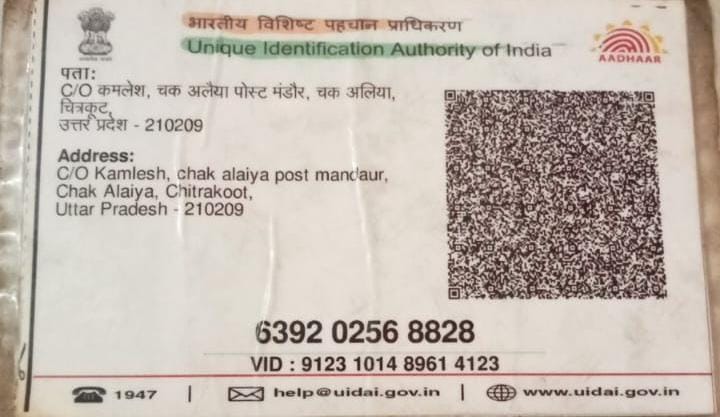 भारतीय विशिष्ट पहचान प्राधिकरण
Unique Identification Authority of India
AADHAAR
पता:
C/O कमलेश, चक अलैया पोस्ट मंडौर, चक अलिया,
चित्रकूट,
उत्तर प्रदेश - 210209
Address:
C/O Kamlesh, chak alaiya post mandaur,
Chak Alaiya, Chitrakoot,
Uttar Pradesh - 210209
6392 0256 8828
VID : 9123 1014 8961 4123
1947 | help@uidai.gov.in | www.uidai.gov.in